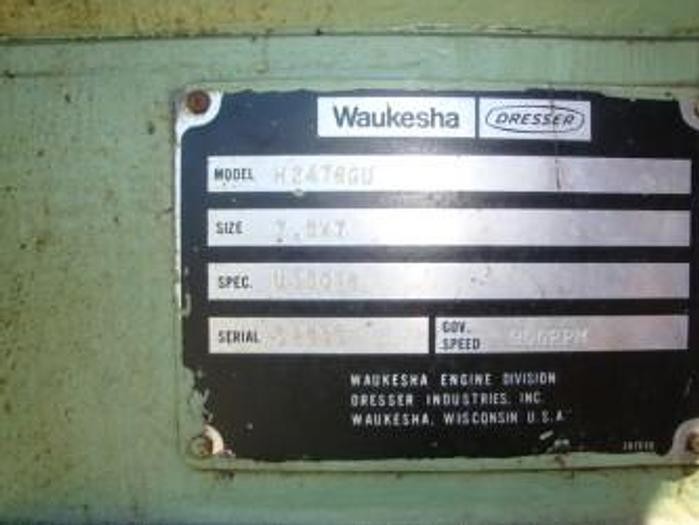 Waukesha DRESSER
MODEL H2476GU
SIZE
SPEC.
SERIAL
GOV.
SPEED
WAUKESHA ENGINE DIVISION
DRESSER INDUSTRIES, INC.
WAUKESHA, WISCONSIN U.S.A